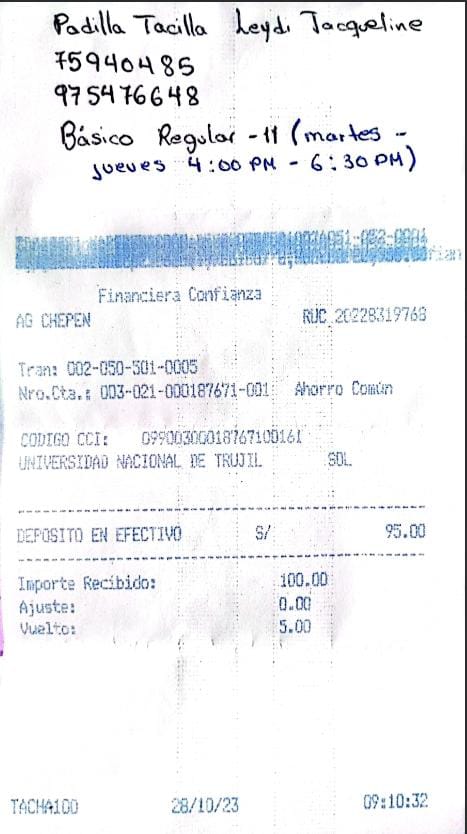 Padilla Tacilla Leydi Jacqueline
75940485
975476648
Básico Regular - 11 (martes -
jueves 4:00 PM - 6:30 PM)
Financiera Confianza
AG CHEPEN RUC 20228319768
Tran: 002-050-501-0005
Nro.Cta.: 003-021-000187671-001 Ahorro Común
CODIGO CCI: 09900300018767100161
UNIVERSIDAD NACIONAL DE TRUJIL SOL
DEPOSITO EN EFECTIVO S/ 95.00
Importe Recibido: 100.00
Ajuste: 0.00
Vuelto: 5.00
TACHA100 28/10/23 09:10:32